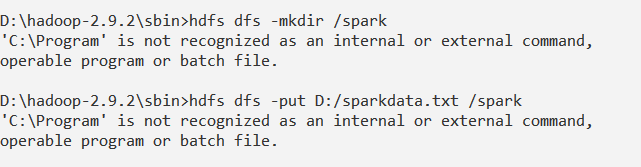 D:\hadoop-2.9.2\sbin>hdfs dfs -mkdir /spark
'C:\Program' is not recognized as an internal or external command,
operable program or batch file.
D:\hadoop-2.9.2\sbin>hdfs dfs -put D:/sparkdata.txt /spark
'C:\Program' is not recognized as an internal or external command,
operable program or batch file.